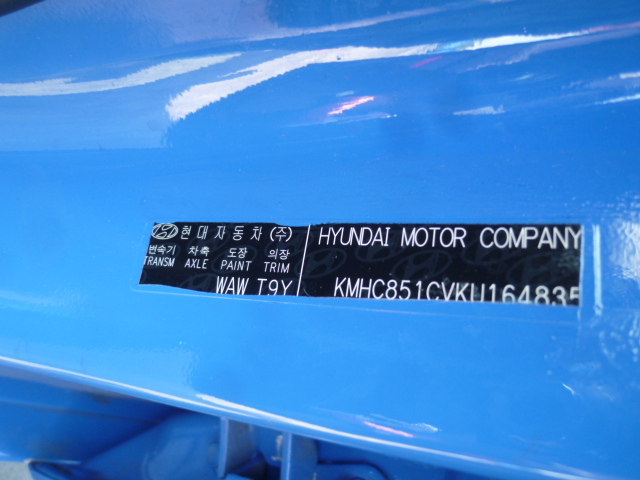 현대자동차(주)
변속기 차축 도장 의장
TRANSM AXLE PAINT TRIM
WAW T9Y
HYUNDAI MOTOR COMPANY
KMHC851CVKU164835